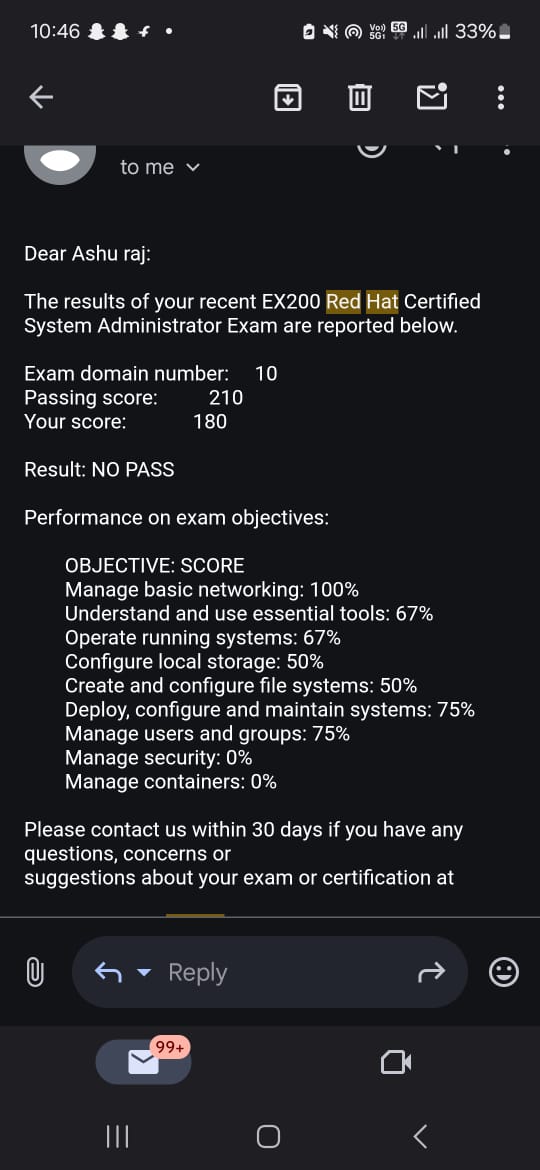 10:46
Vo)) 5G1 5G 33%
to me
Dear Ashu raj:
The results of your recent EX200 Red Hat Certified
System Administrator Exam are reported below.
Exam domain number: 10
Passing score: 210
Your score: 180
Result: NO PASS
Performance on exam objectives:
OBJECTIVE: SCORE
Manage basic networking: 100%
Understand and use essential tools: 67%
Operate running systems: 67%
Configure local storage: 50%
Create and configure file systems: 50%
Deploy, configure and maintain systems: 75%
Manage users and groups: 75%
Manage security: 0%
Manage containers: 0%
Please contact us within 30 days if you have any
questions, concerns or
suggestions about your exam or certification at
Reply
99+